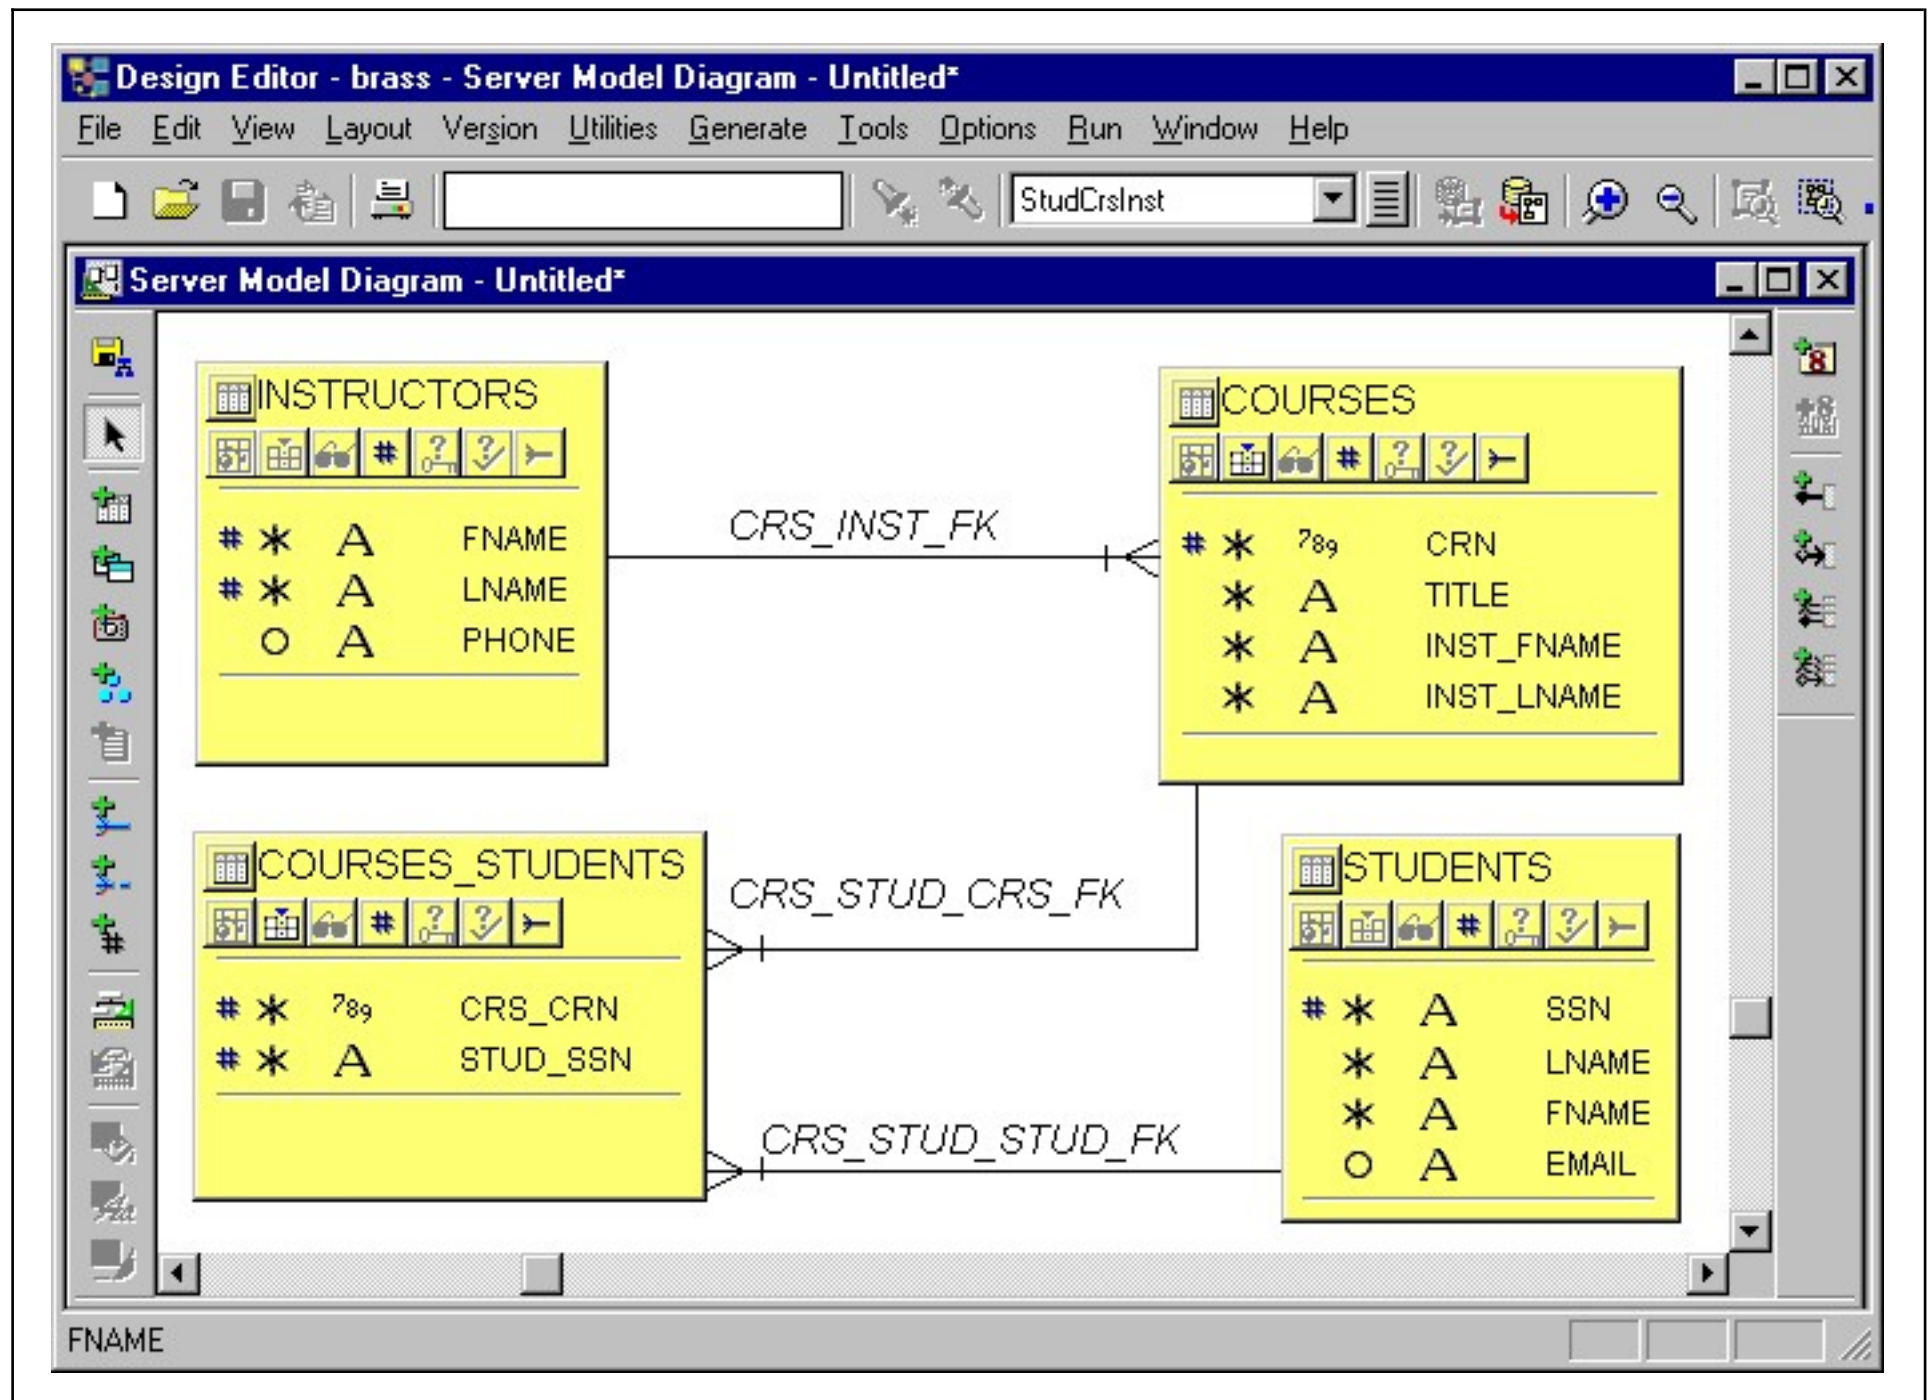 Design Editor - brass - Server Model Diagram - Untitled*
File Edit View Layout Version Utilities Generate Tools Options Run Window Help
StudCrsInst
Server Model Diagram - Untitled*
INSTRUCTORS
# * A FNAME
# * A LNAME
O A PHONE
CRS_INST_FK
COURSES
# * 789 CRN
* A TITLE
* A INST_FNAME
* A INST_LNAME
COURSES_STUDENTS
# * 789 CRS_CRN
# * A STUD_SSN
CRS_STUD_CRS_FK
CRS_STUD_STUD_FK
STUDENTS
# * A SSN
* A LNAME
* A FNAME
O A EMAIL
FNAME